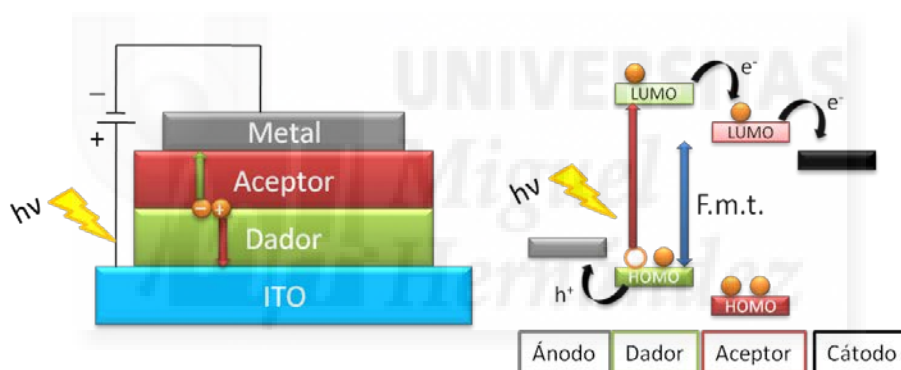 UNIVERSITAS
Miguel
Hernández
−
+
hν
Metal
Aceptor
−
+
Dador
ITO
hν
LUMO
e⁻
LUMO
e⁻
F.m.t.
HOMO
h⁺
HOMO
Ánodo
Dador
Aceptor
Cátodo